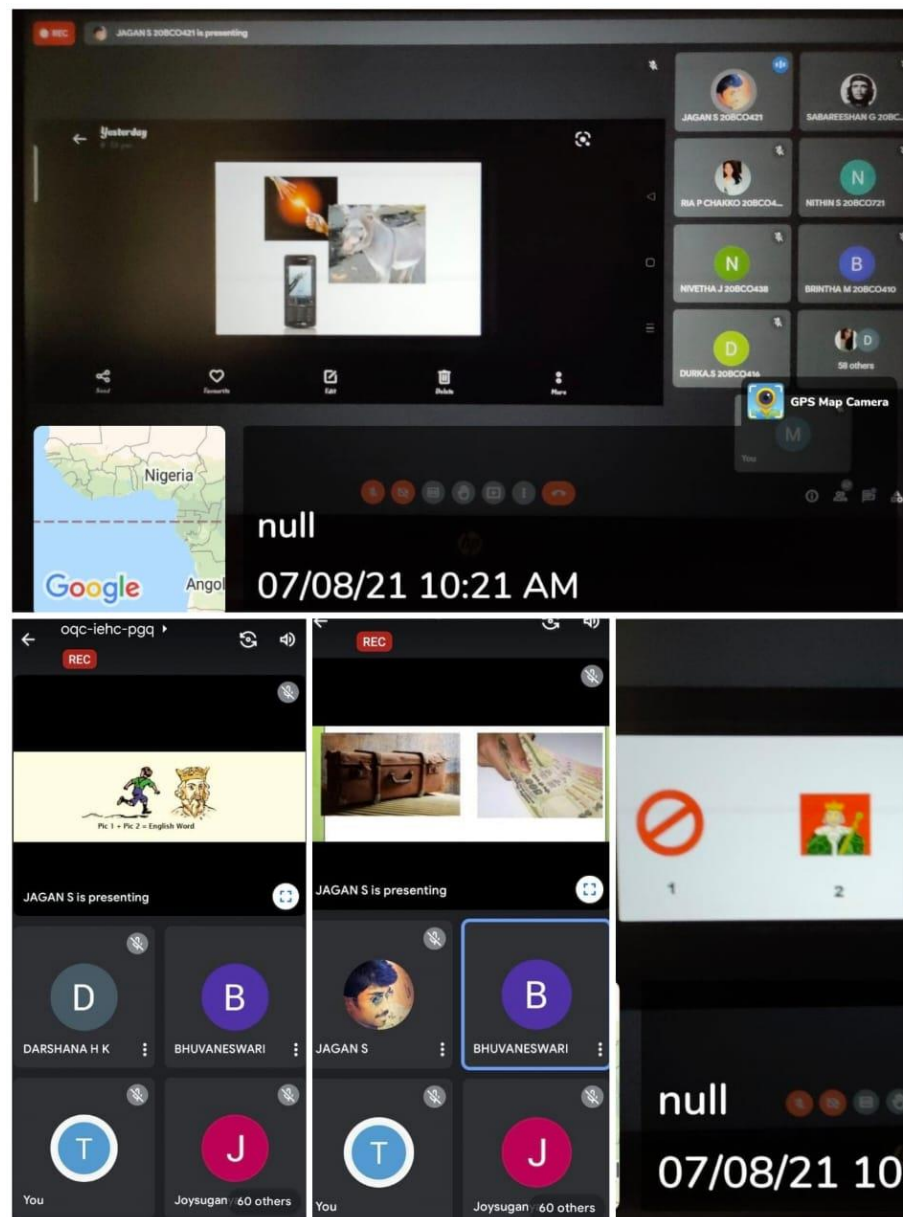 REC
JAGAN S 20BCO421 is presenting
Yesterday
JAGAN S 20BCO421
SABAREESHAN G 20BC...
RIA P CHAKKO 20BCO4...
NITHIN S 20BCO721
NIVETHA J 20BCO438
BRINTHA M 20BCO410
DURKA.S 20BCO416
58 others
N
N
B
D
D
Favourite
Edit
Delete
More
GPS Map Camera
M
You
Nigeria
Angol
Google
null
07/08/21 10:21 AM
oqc-iehc-pgq
REC
Pic 1 + Pic 2 = English Word
JAGAN S is presenting
D
B
DARSHANA H K
BHUVANESWARI
T
J
You
Joysugan
60 others
REC
JAGAN S is presenting
B
JAGAN S
BHUVANESWARI
T
J
You
Joysugan
60 others
1
2
null
07/08/21 10